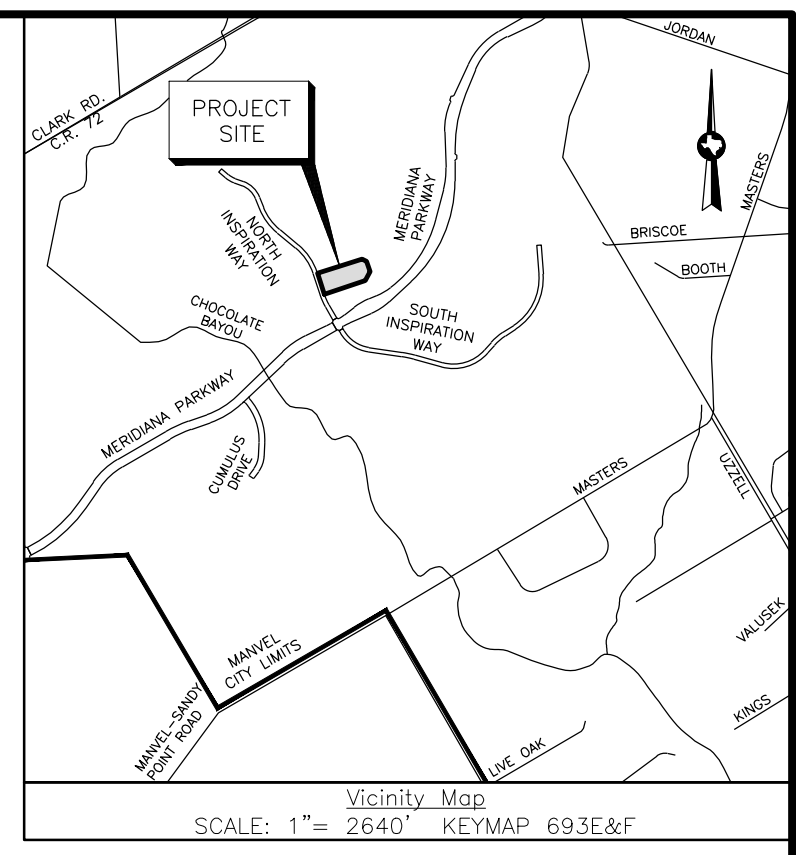 JORDAN
CLARK RD.
C.R. 72
PROJECT
SITE
MERIDIANA
PARKWAY
MASTERS
NORTH
INSPIRATION
WAY
BRISCOE
BOOTH
CHOCOLATE
BAYOU
SOUTH
INSPIRATION
WAY
MERIDIANA PARKWAY
CUMULUS
DRIVE
MASTERS
UZZELL
MANVEL
CITY LIMITS
VALUSEK
MANVEL-SANDY
POINT ROAD
KINGS
LIVE OAK
Vicinity Map
SCALE: 1"= 2640' KEYMAP 693E&F